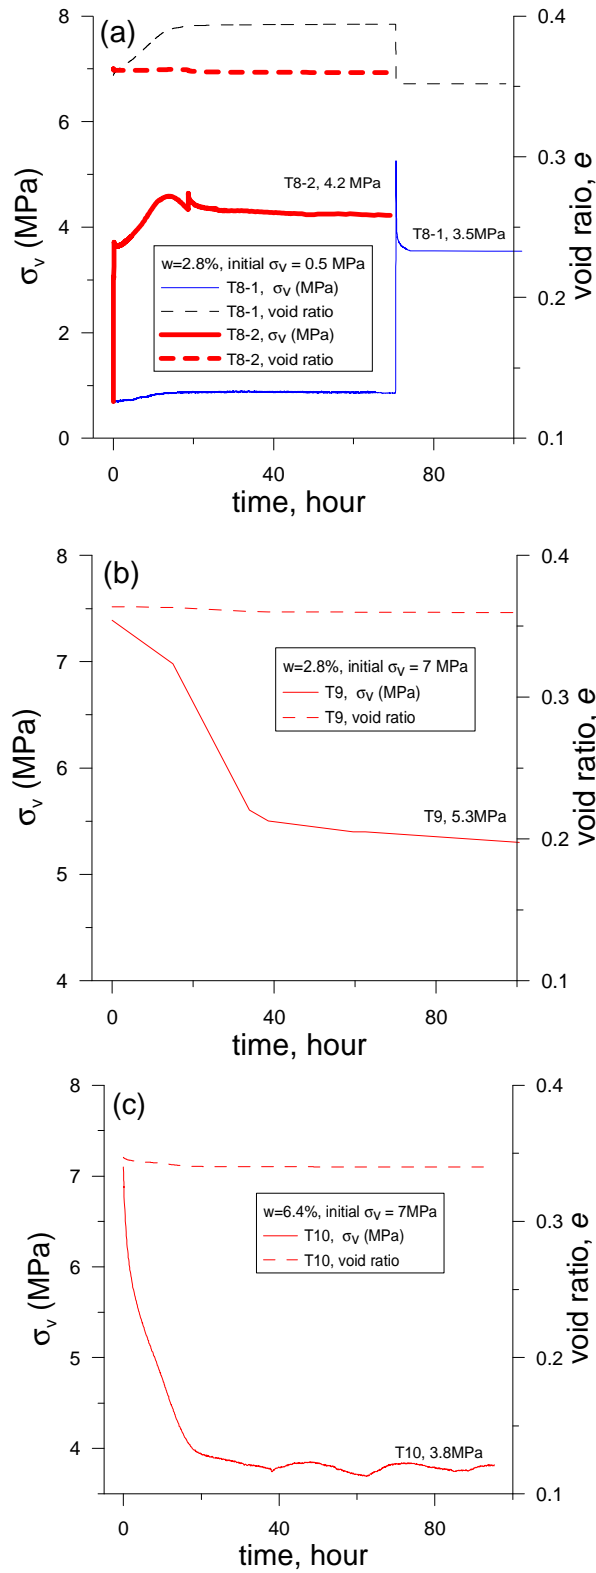 (a)
8
6
4
2
0
σv (MPa)
0.4
0.3
0.2
0.1
void raio, e
T8-2, 4.2 MPa
T8-1, 3.5MPa
w=2.8%, initial σv = 0.5 MPa
T8-1, σv (MPa)
T8-1, void ratio
T8-2, σv (MPa)
T8-2, void ratio
0 40 80
time, hour
(b)
8
7
6
5
4
σv (MPa)
0.4
0.3
0.2
0.1
void ratio, e
w=2.8%, initial σv = 7 MPa
T9, σv (MPa)
T9, void ratio
T9, 5.3MPa
0 40 80
time, hour
(c)
8
7
6
5
4
σv (MPa)
0.4
0.3
0.2
0.1
void ratio, e
w=6.4%, initial σv = 7MPa
T10, σv (MPa)
T10, void ratio
T10, 3.8MPa
0 40 80
time, hour